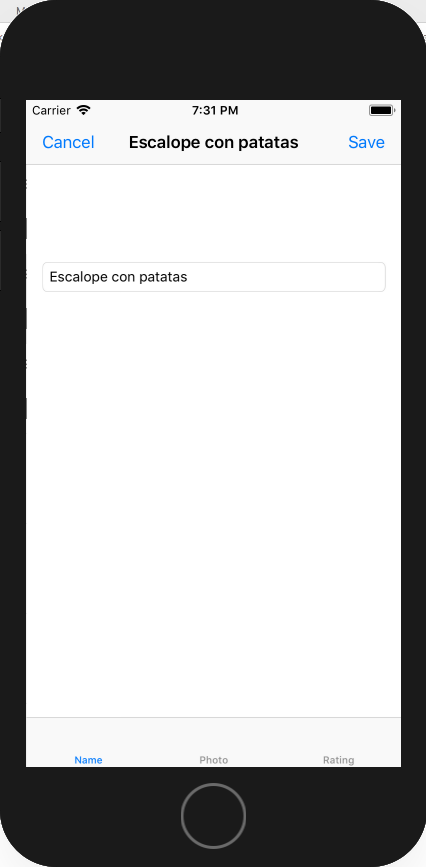 Carrier 7:31 PM
Cancel Escalope con patatas Save
Escalope con patatas
Name Photo Rating